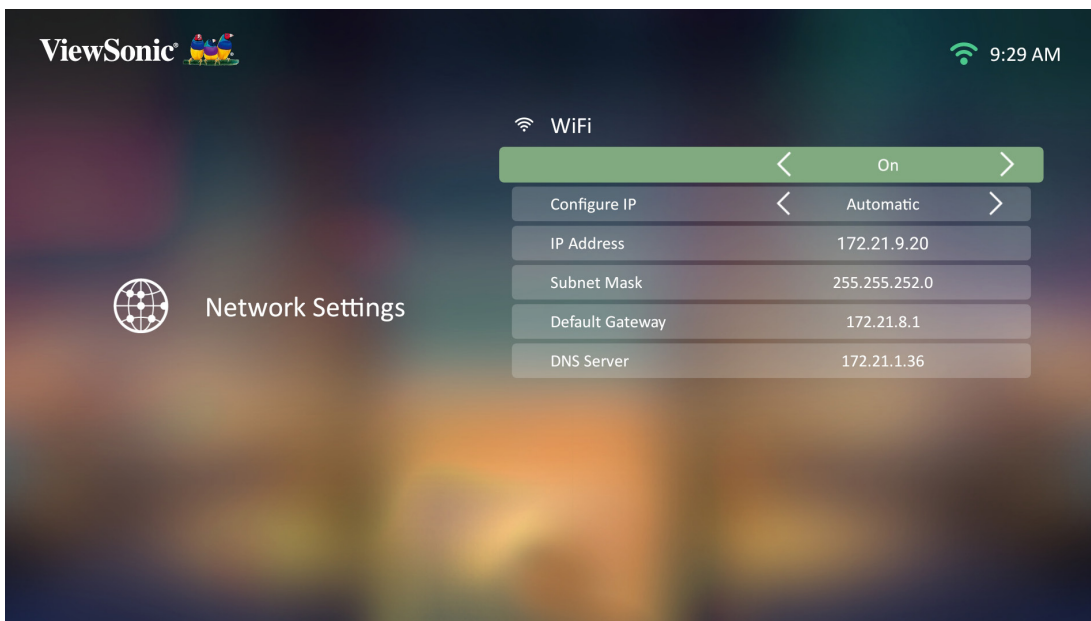 ViewSonic®
9:29 AM
WiFi
On
Configure IP Automatic
IP Address 172.21.9.20
Subnet Mask 255.255.252.0
Network Settings
Default Gateway 172.21.8.1
DNS Server 172.21.1.36